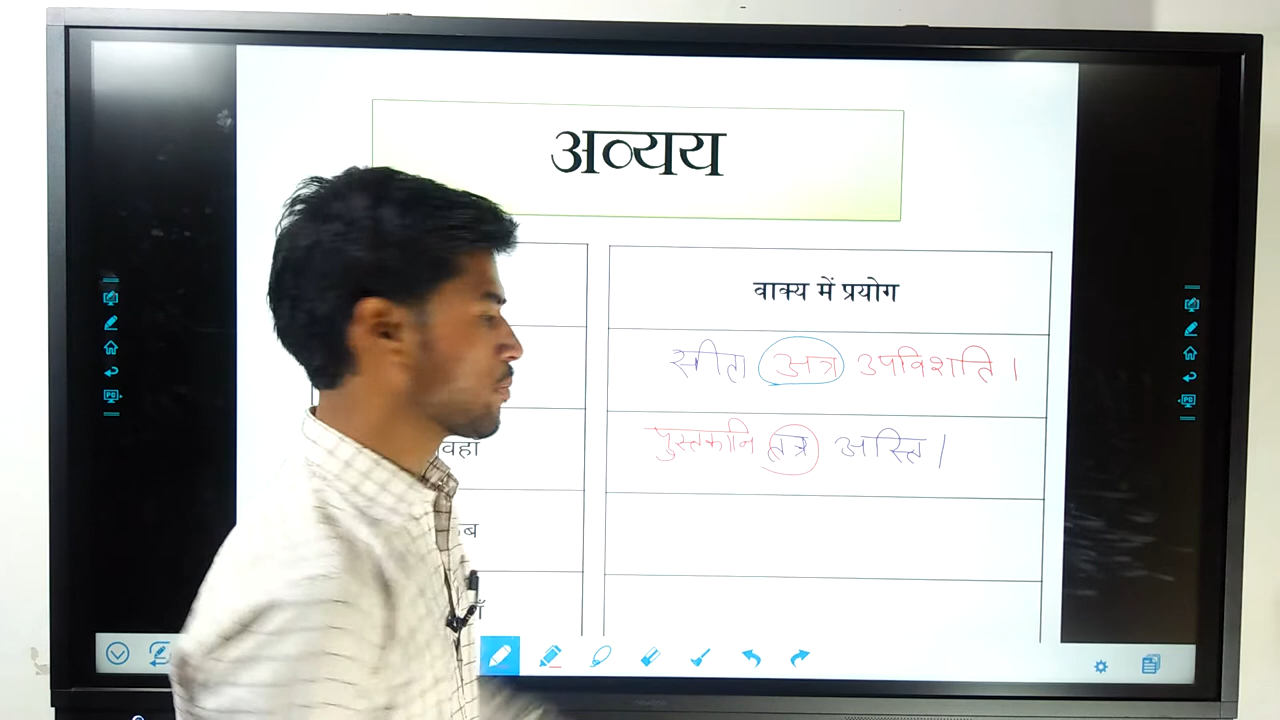 अव्यय
वाक्य में प्रयोग
सीता अत्र उपविशति ।
वहाँ
पुस्तकानि तत्र अस्ति ।